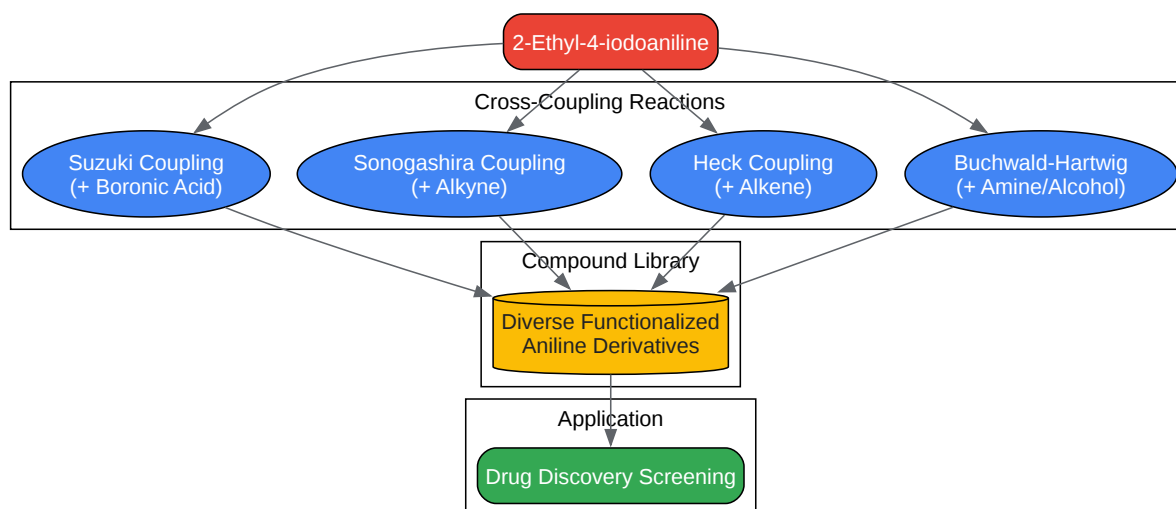 2-Ethyl-4-iodoaniline
Cross-Coupling Reactions
Suzuki Coupling
(+ Boronic Acid)
Sonogashira Coupling
(+ Alkyne)
Heck Coupling
(+ Alkene)
Buchwald-Hartwig
(+ Amine/Alcohol)
Compound Library
Diverse Functionalized
Aniline Derivatives
Application
Drug Discovery Screening